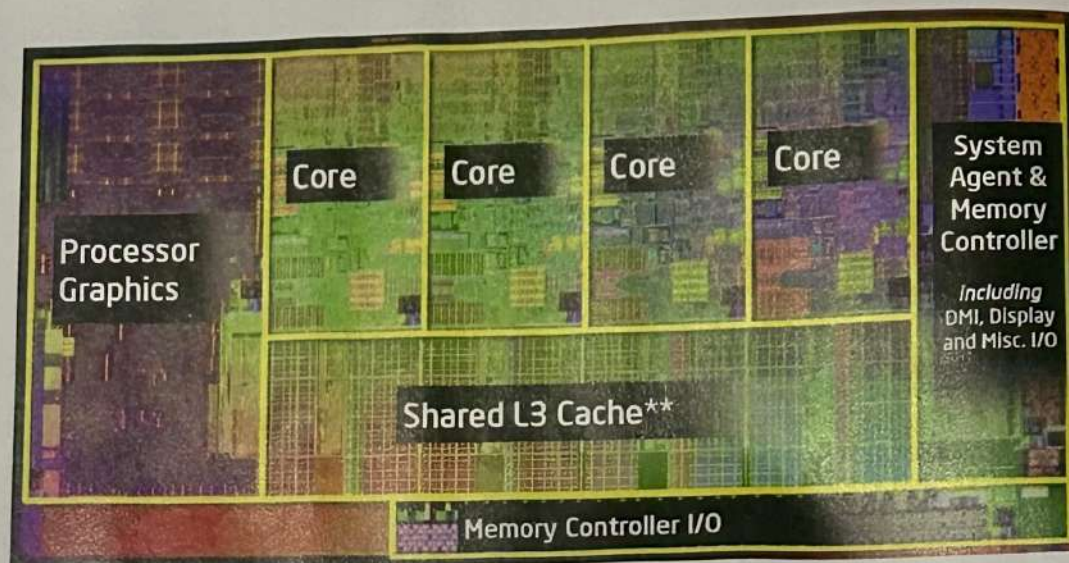 Processor
Graphics
Core
Core
Core
Core
System
Agent &
Memory
Controller
including
DMI, Display
and Misc. I/O
Shared L3 Cache**
Memory Controller I/O